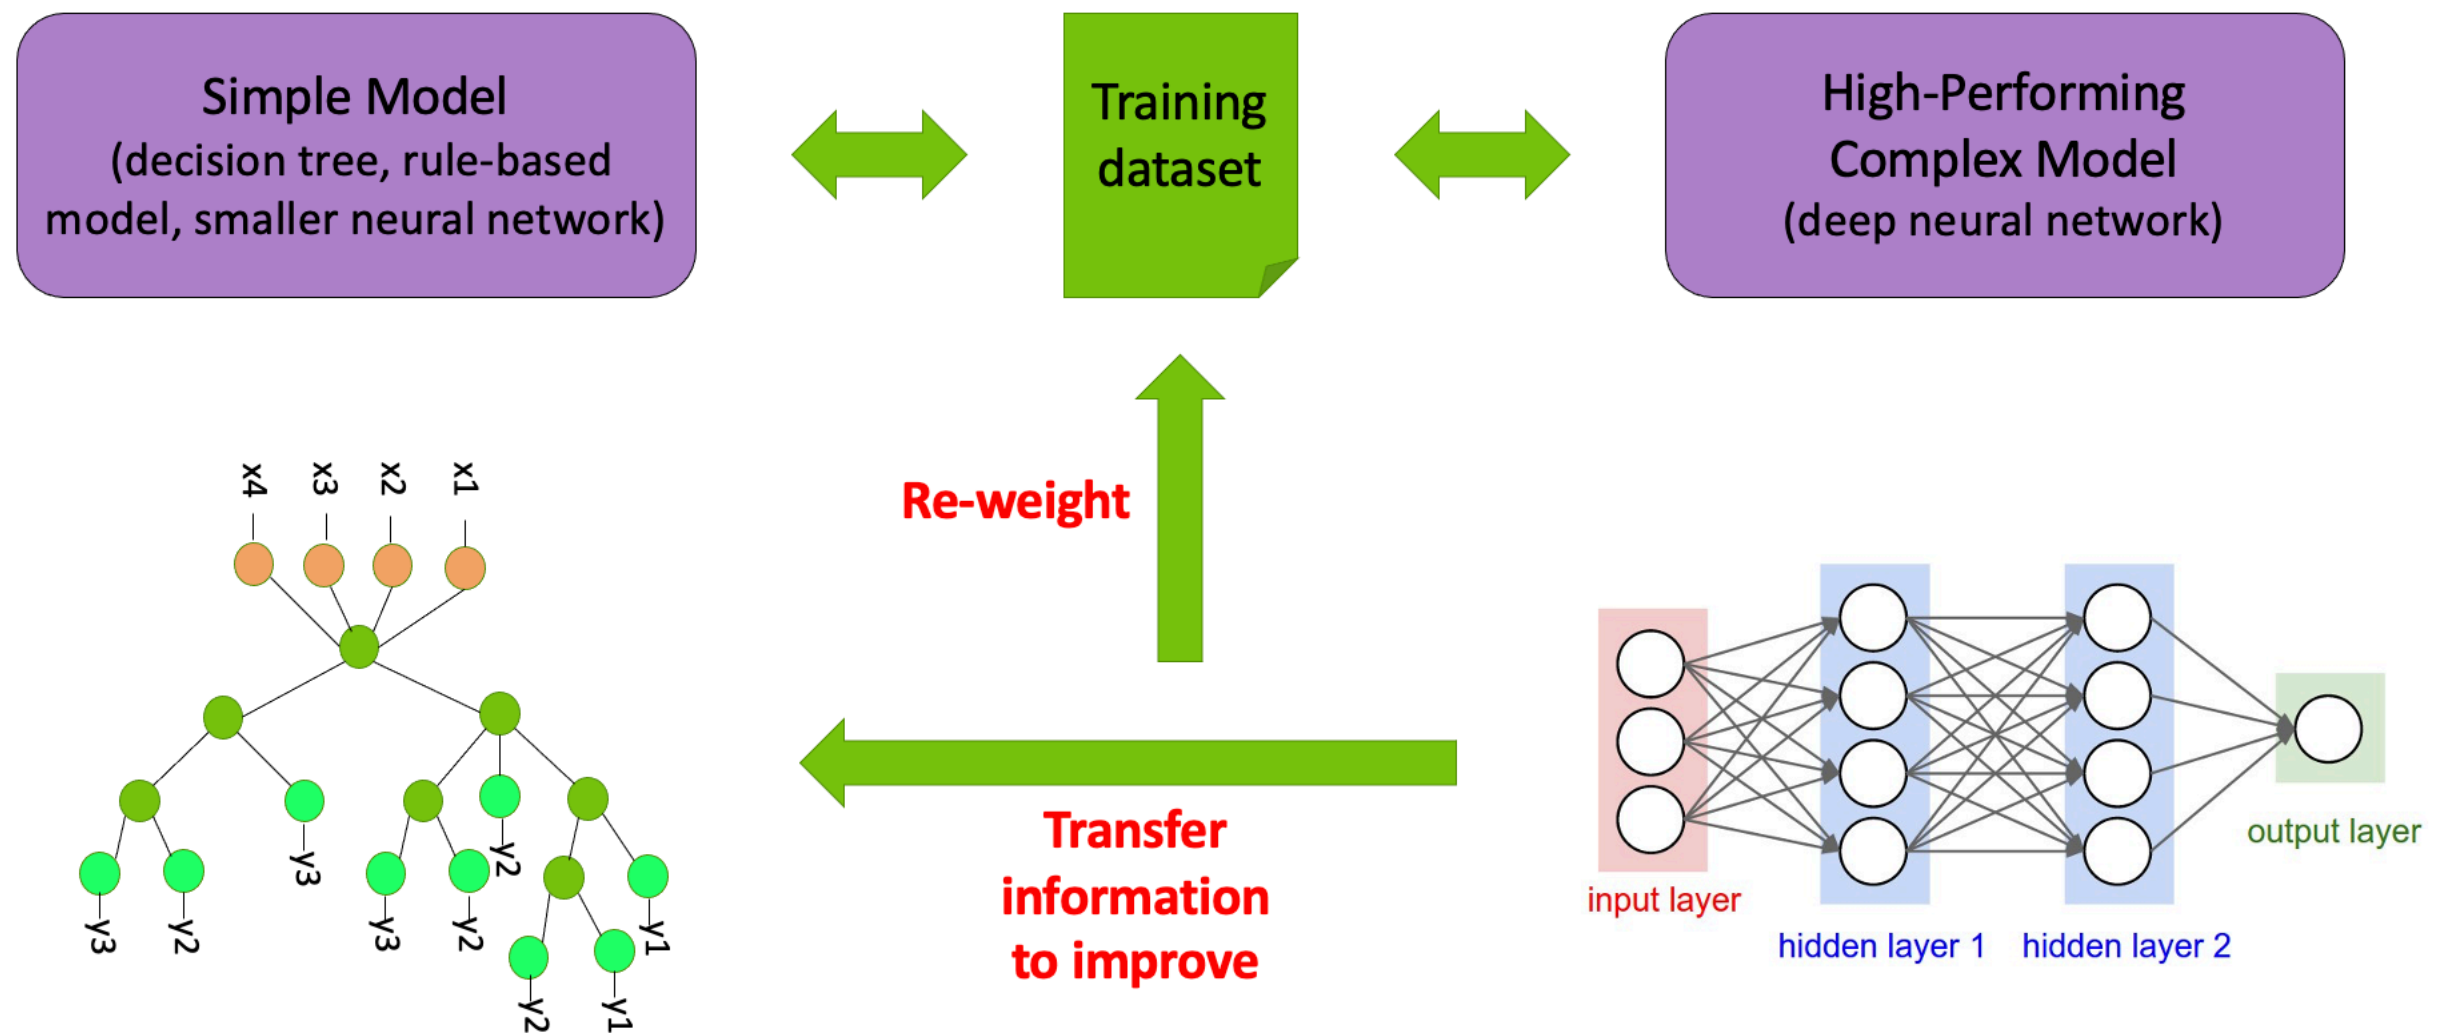 Simple Model
(decision tree, rule-based
model, smaller neural network)
Training
dataset
High-Performing
Complex Model
(deep neural network)
x4
x3
x2
x1
Re-weight
Transfer
information
to improve
y3
y2
y3
y3
y2
y2
y2
y1
y1
input layer
hidden layer 1
hidden layer 2
output layer